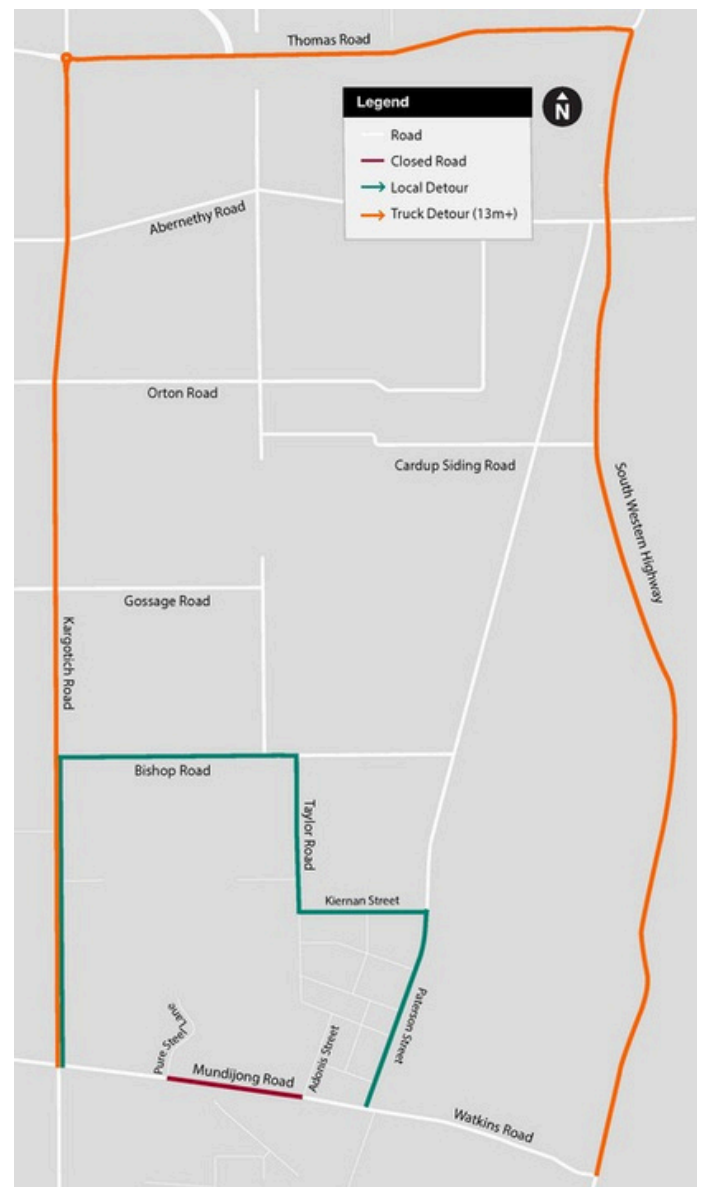 Thomas Road
Legend
N
Road
Closed Road
Local Detour
Truck Detour (13m+)
Abernethy Road
Orton Road
Cardup Siding Road
South Western Highway
Gossage Road
Kargotich Road
Bishop Road
Taylor Road
Kiernan Street
Paterson Street
Pure Steel
Lane
Adonis Street
Mundijong Road
Watkins Road